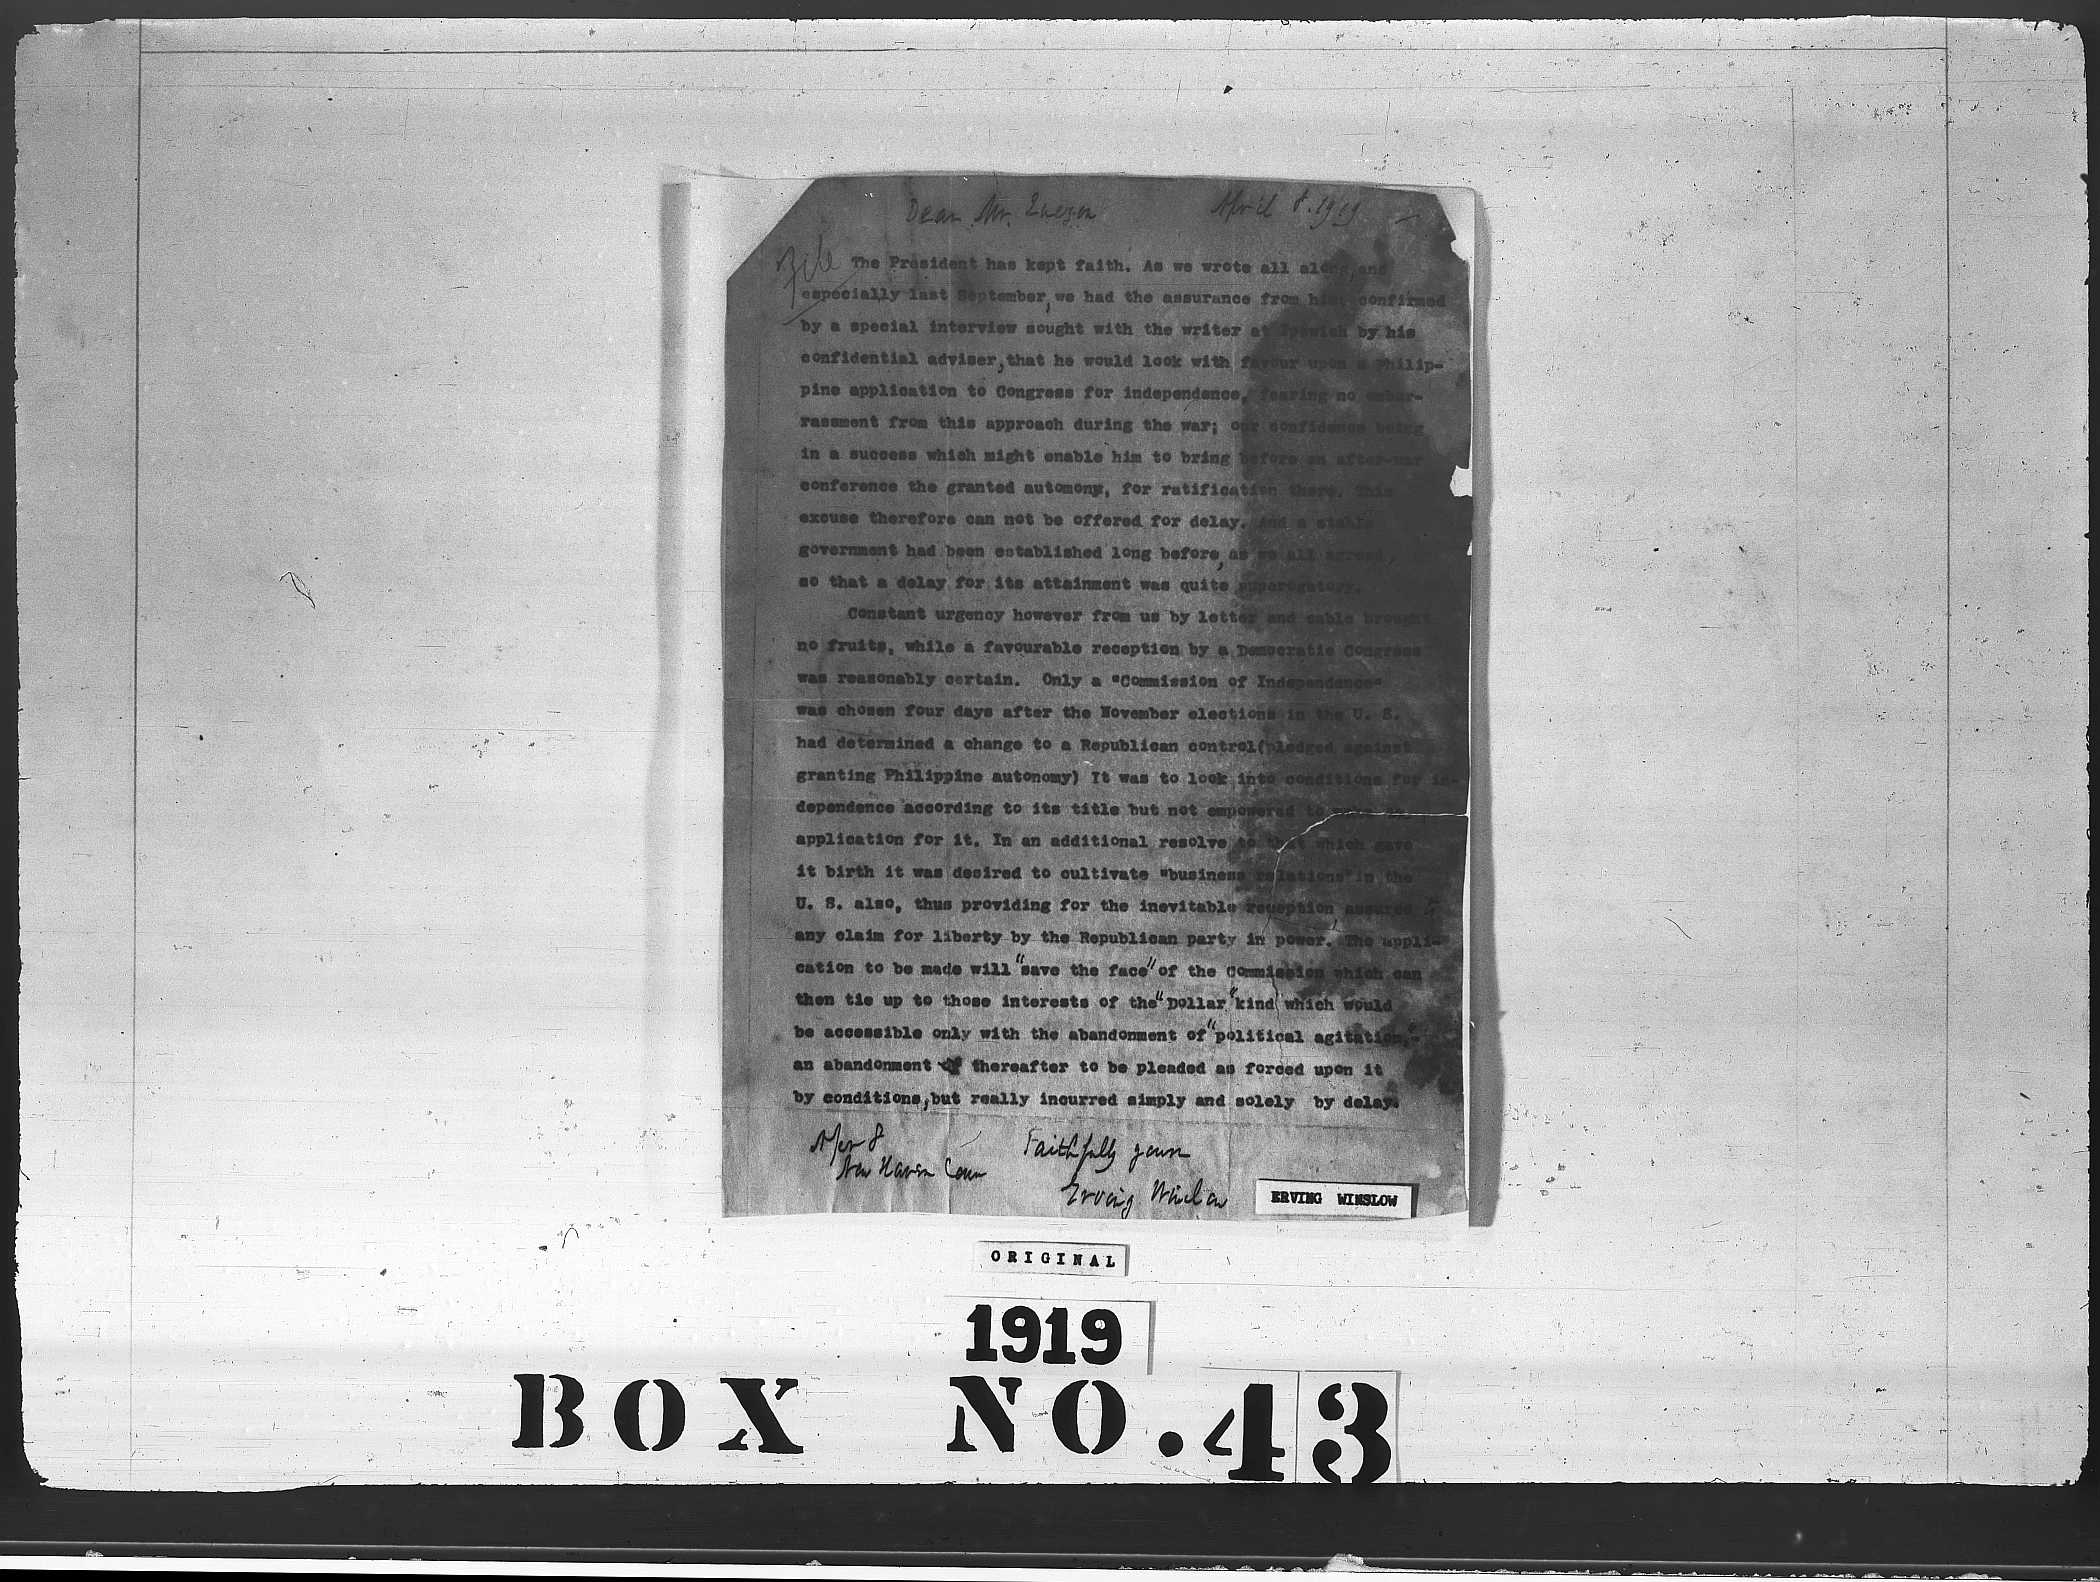 Dear Mr. Quezon April 8. 1919
File
The President has kept faith. As we wrote all along, and
especially last September, we had the assurance from him, confirmed
by a special interview sought with the writer at Ipswich by his
confidential adviser, that he would look with favour upon a Philip-
pine application to Congress for independence, fearing no embar-
rassment from this approach during the war; our confidence being
in a success which might enable him to bring before an after-war
conference the granted automony, for ratification there. This
excuse therefore can not be offered for delay. And a stable
government had been established long before, as we all agreed,
so that a delay for its attainment was quite superogatory.
Constant urgency however from us by letter and cable brought
no fruits, while a favourable reception by a Democratic Congress
was reasonably certain. Only a "Commission of Independence"
was chosen four days after the November elections in the U. S.
had determined a change to a Republican control(pledged against
granting Philippine autonomy) It was to look into conditions for in-
dependence according to its title but not empowered to make
application for it. In an additional resolve to that which gave
it birth it was desired to cultivate "business relations" in the
U. S. also, thus providing for the inevitable reception assured to
any claim for liberty by the Republican party in power. The appli-
cation to be made will "save the face" of the Commission which can
then tie up to those interests of the "Dollar" kind which would
be accessible only with the abandonment of "political agitation,"-
an abandonment thereafter to be pleaded as forced upon it
by conditions, but really incurred simply and solely by delay.
Apr 8
New Haven Conn
Faithfully yours
Erving Winslow
ERVING WINSLOW
ORIGINAL
1919
BOX NO. 43